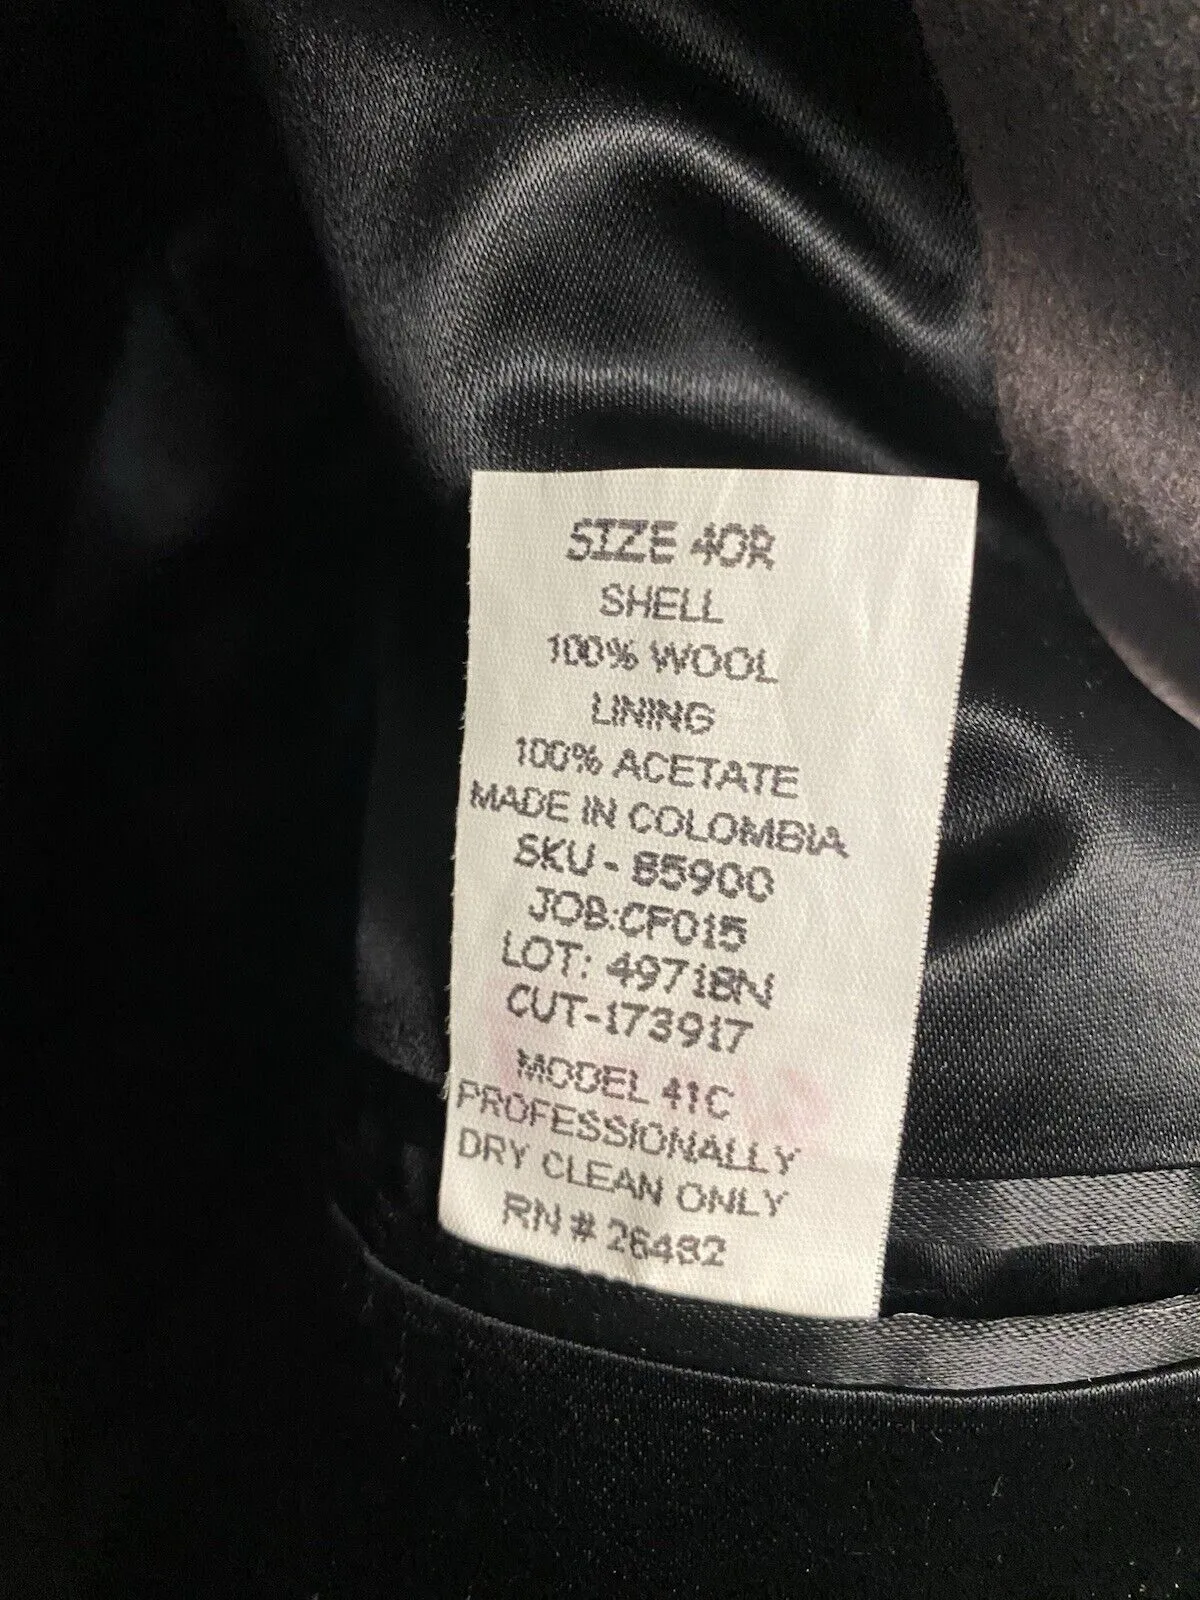 SIZE 40R
SHELL
100% WOOL
LINING
100% ACETATE
MADE IN COLOMBIA
SKU - 85900
JOB:CF015
LOT: 49718N
CUT-173917
MODEL 41C
PROFESSIONALLY
DRY CLEAN ONLY
RN # 26482